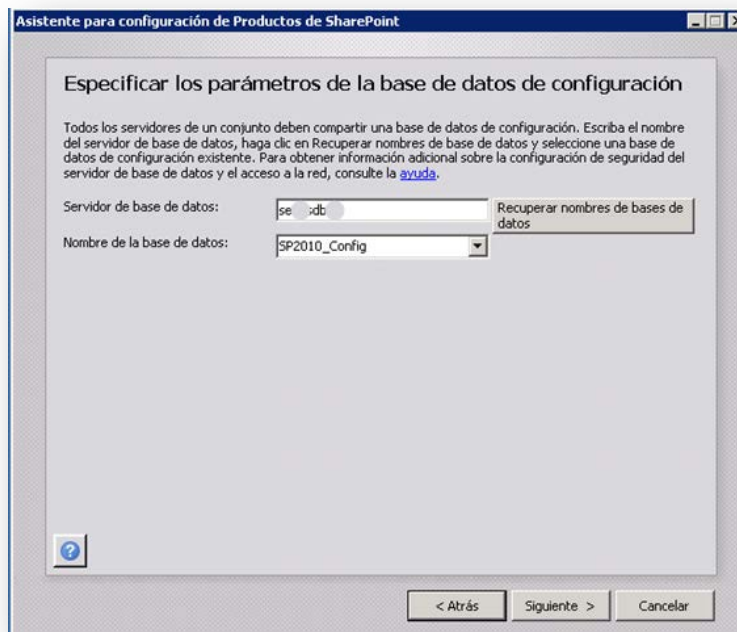 Asistente para configuración de Productos de SharePoint
Especificar los parámetros de la base de datos de configuración
Todos los servidores de un conjunto deben compartir una base de datos de configuración. Escriba el nombre
del servidor de base de datos, haga clic en Recuperar nombres de base de datos y seleccione una base de
datos de configuración existente. Para obtener información adicional sobre la configuración de seguridad del
servidor de base de datos y el acceso a la red, consulte la ayuda.
Servidor de base de datos:
Recuperar nombres de bases de
datos
Nombre de la base de datos:
SP2010_Config
?
< Atrás
Siguiente >
Cancelar